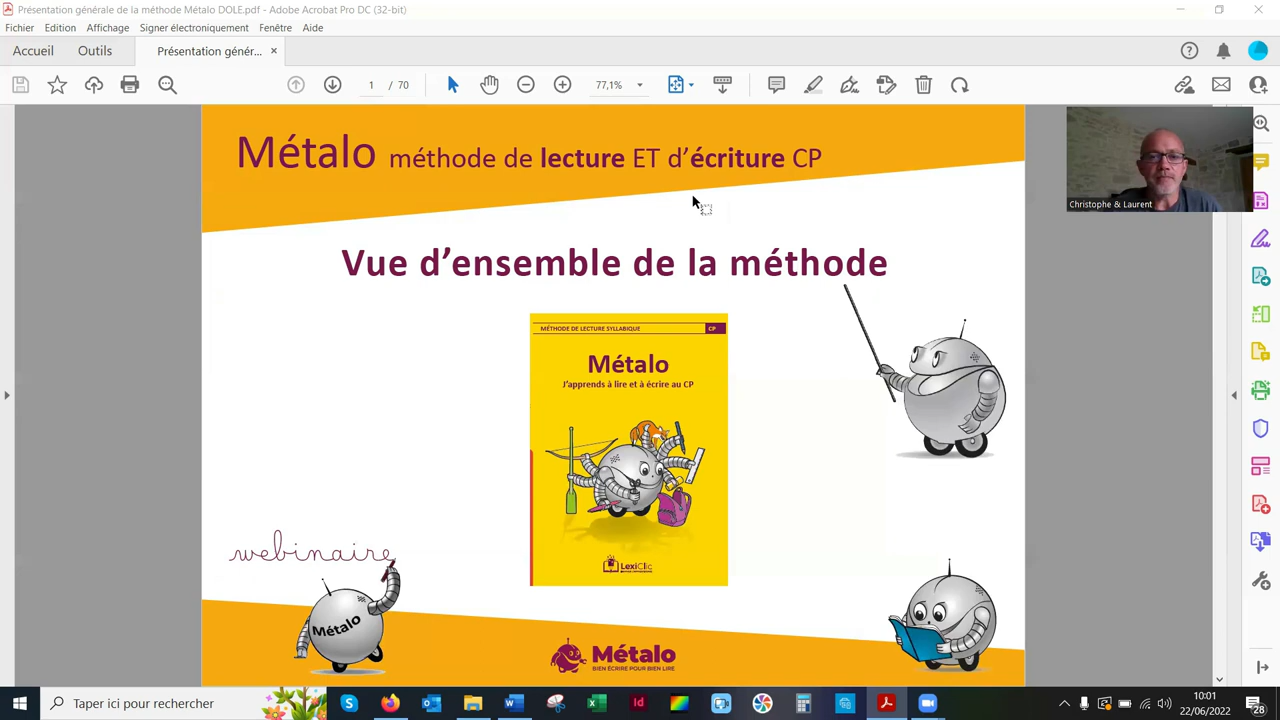 Présentation générale de la méthode Métalo DOLE.pdf - Adobe Acrobat Pro DC (32-bit)
Fichier Edition Affichage Signer électroniquement Fenêtre Aide
Accueil Outils Présentation génér... ×
1 / 70 77,1%
Métalo méthode de lecture ET d’écriture CP
Christophe & Laurent
Vue d’ensemble de la méthode
MÉTHODE DE LECTURE SYLLABIQUE CP
Métalo
J’apprends à lire et à écrire au CP
LexiClic
webinaire
Métalo
Métalo
BIEN ÉCRIRE POUR BIEN LIRE
Taper ici pour rechercher
10:01
22/06/2022
28